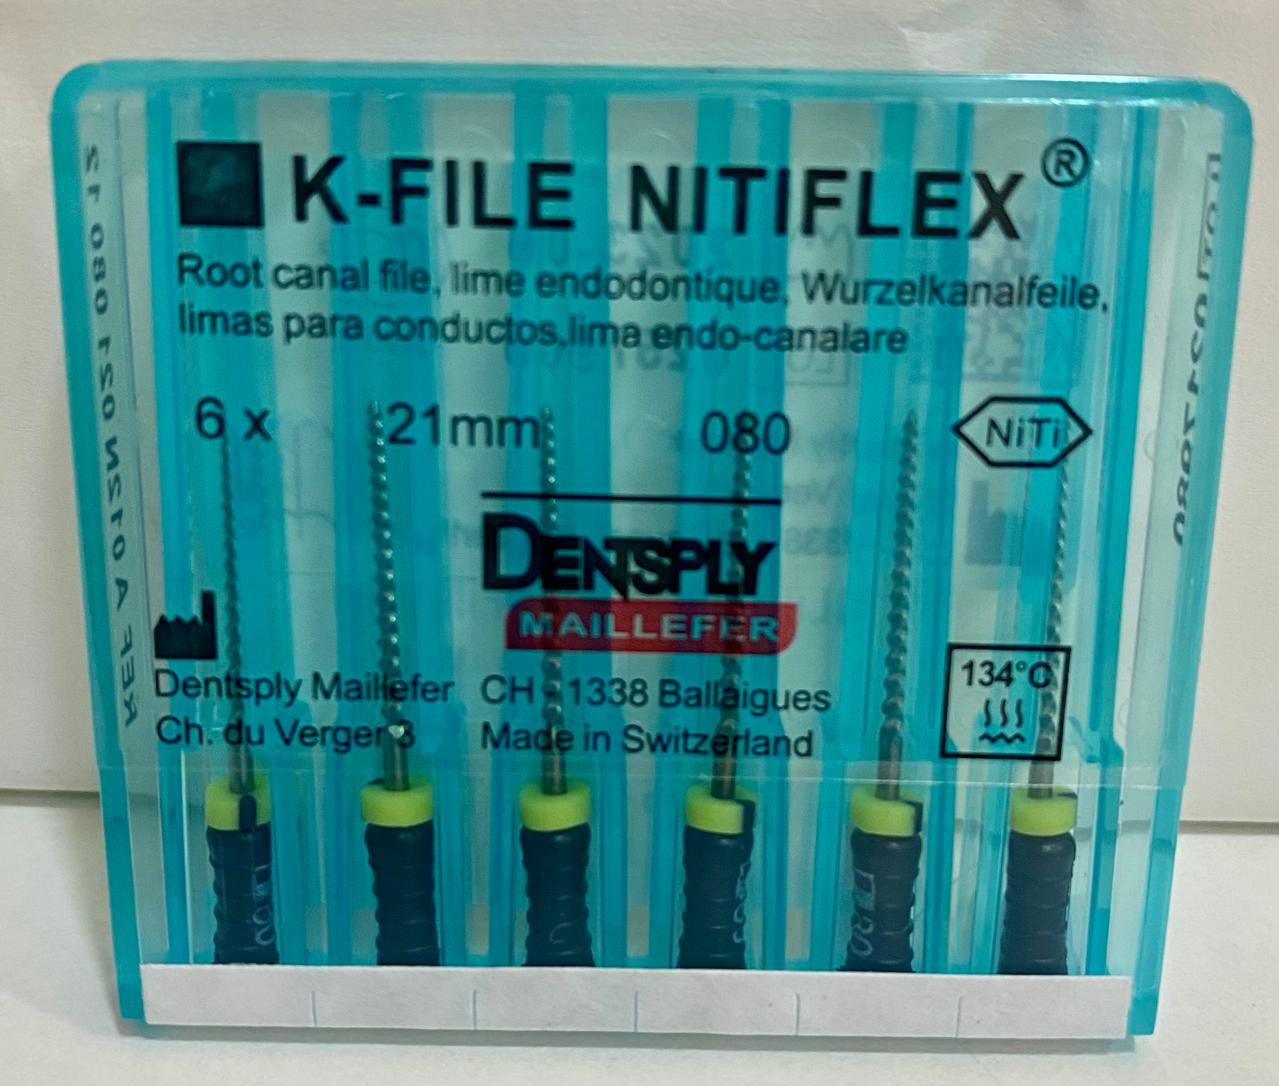 K-FILE NITIFLEX®
Root canal file, lime endodontique, Wurzelkanalfeile,
limas para conductos,lima endo-canalare
6 x 21mm 080 NiTi
DENTSPLY
MAILLEFER
134°C
Dentsply Maillefer CH - 1338 Ballaigues
Ch. du Verger 3 Made in Switzerland